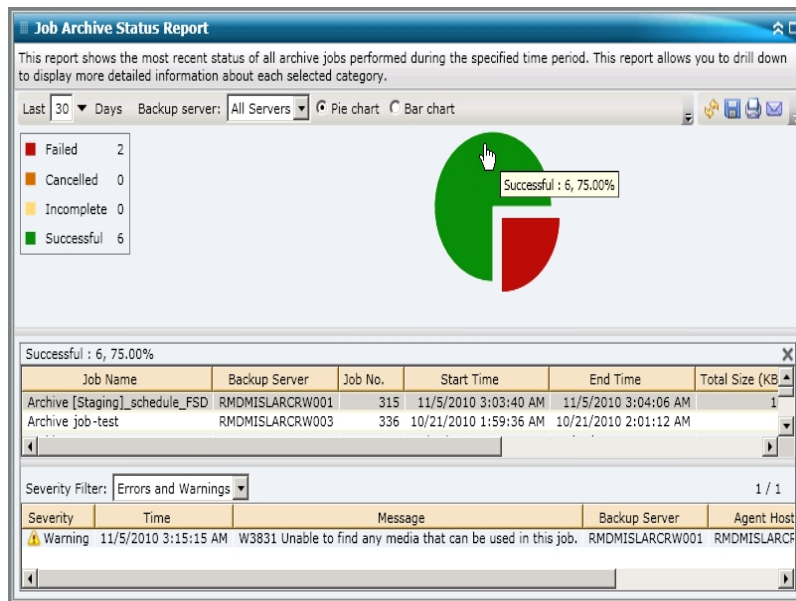 Job Archive Status Report
This report shows the most recent status of all archive jobs performed during the specified time period. This report allows you to drill down
to display more detailed information about each selected category.
Last 30 Days Backup server: All Servers Pie chart Bar chart
Failed 2
Cancelled 0
Incomplete 0
Successful 6
Successful : 6, 75.00%
Successful : 6, 75.00%
Job Name Backup Server Job No. Start Time End Time Total Size (KB
Archive [Staging]_schedule_FSD RMDMISLARCRW001 315 11/5/2010 3:03:40 AM 11/5/2010 3:04:06 AM 1
Archive job-test RMDMISLARCRW003 336 10/21/2010 1:59:36 AM 10/21/2010 2:01:12 AM
Severity Filter: Errors and Warnings 1 / 1
Severity Time Message Backup Server Agent Host
Warning 11/5/2010 3:15:15 AM W3831 Unable to find any media that can be used in this job. RMDMISLARCRW001